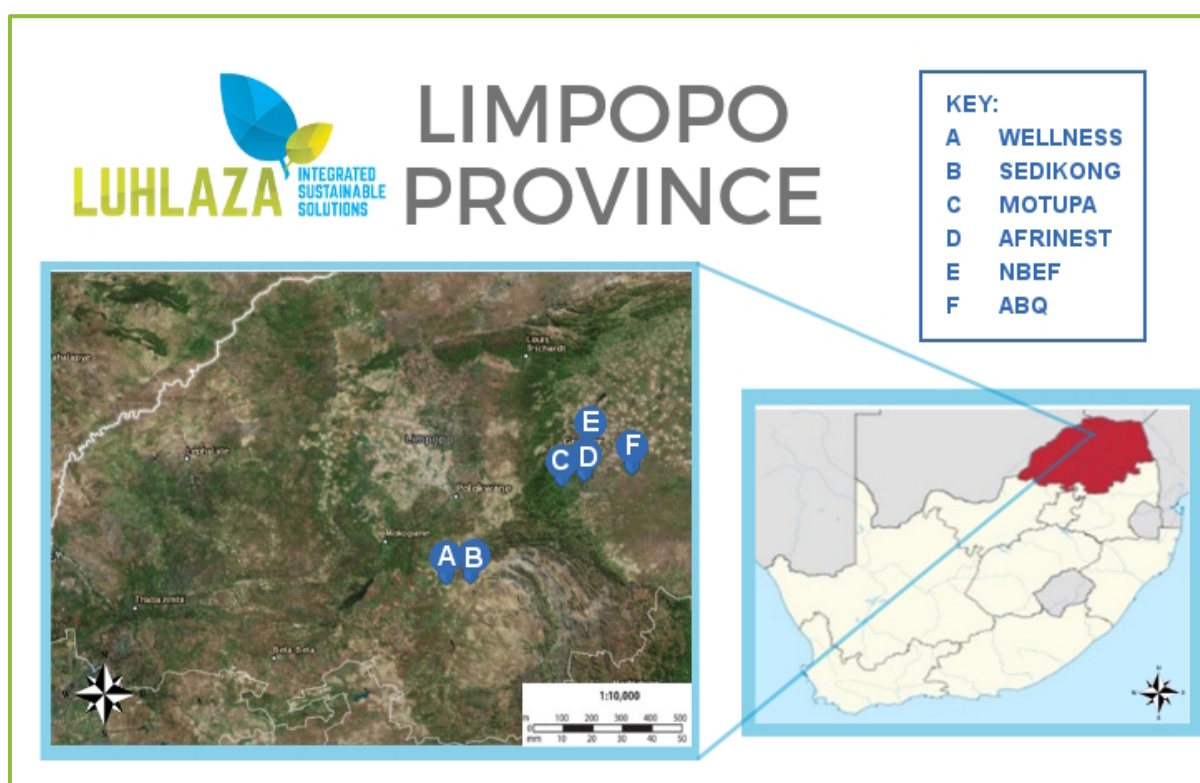 LUHLAZA
INTEGRATED
SUSTAINABLE
SOLUTIONS
LIMPOPO
PROVINCE
KEY:
A WELLNESS
B SEDIKONG
C MOTUPA
D AFRINEST
E NBEF
F ABQ
Louis
Trichardt
Limpopo
Lephalale
Polokwane
Mokopane
Thabazimbi
Bela Bela
E
C
D
F
A
B
1:10,000
m 100 200 300 400 500
0
mm 10 20 30 40 50
N
S